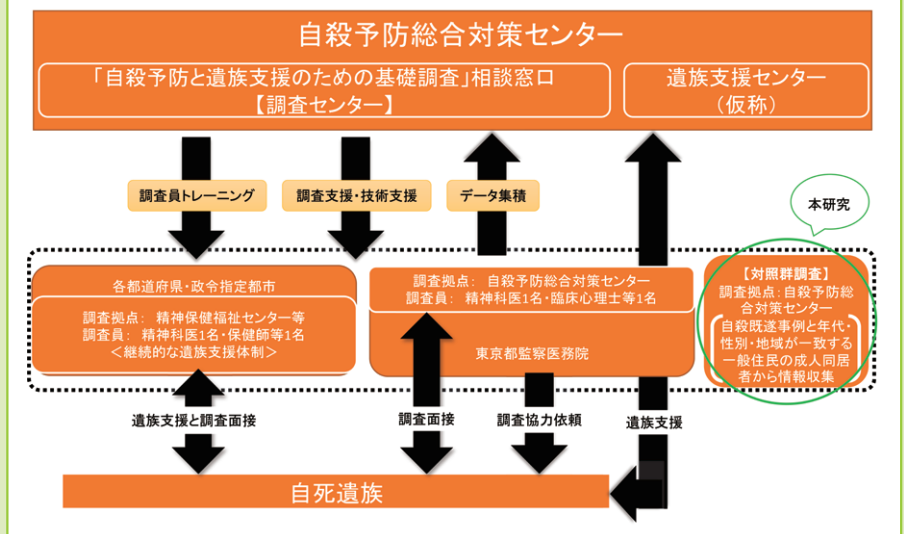 自殺予防総合対策センター
「自殺予防と遺族支援のための基礎調査」相談窓口
【調査センター】
遺族支援センター
(仮称)
調査員トレーニング
調査支援・技術支援
データ集積
本研究
各都道府県・政令指定都市
調査拠点: 精神保健福祉センター等
調査員: 精神科医1名・保健師等1名
<継続的な遺族支援体制>
調査拠点: 自殺予防総合対策センター
調査員: 精神科医1名・臨床心理士等1名
東京都監察医務院
【対照群調査】
調査拠点:自殺予防総
合対策センター
自殺既遂事例と年代・
性別・地域が一致する
一般住民の成人同居
者から情報収集
遺族支援と調査面接
調査面接
調査協力依頼
遺族支援
自死遺族